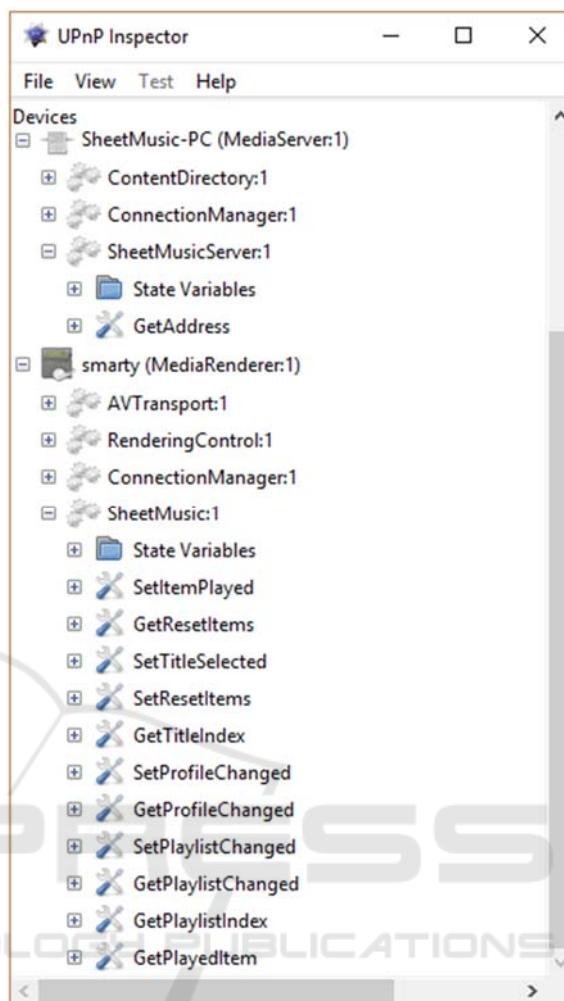 UPnP Inspector
File View Test Help
Devices
SheetMusic-PC (MediaServer:1)
ContentDirectory:1
ConnectionManager:1
SheetMusicServer:1
State Variables
GetAddress
smarty (MediaRenderer:1)
AVTransport:1
RenderingControl:1
ConnectionManager:1
SheetMusic:1
State Variables
SetItemPlayed
GetResetItems
SetTitleSelected
SetResetItems
GetTitleIndex
SetProfileChanged
GetProfileChanged
SetPlaylistChanged
GetPlaylistChanged
GetPlaylistIndex
GetPlayedItem
PRESS
PUBLICATIONS